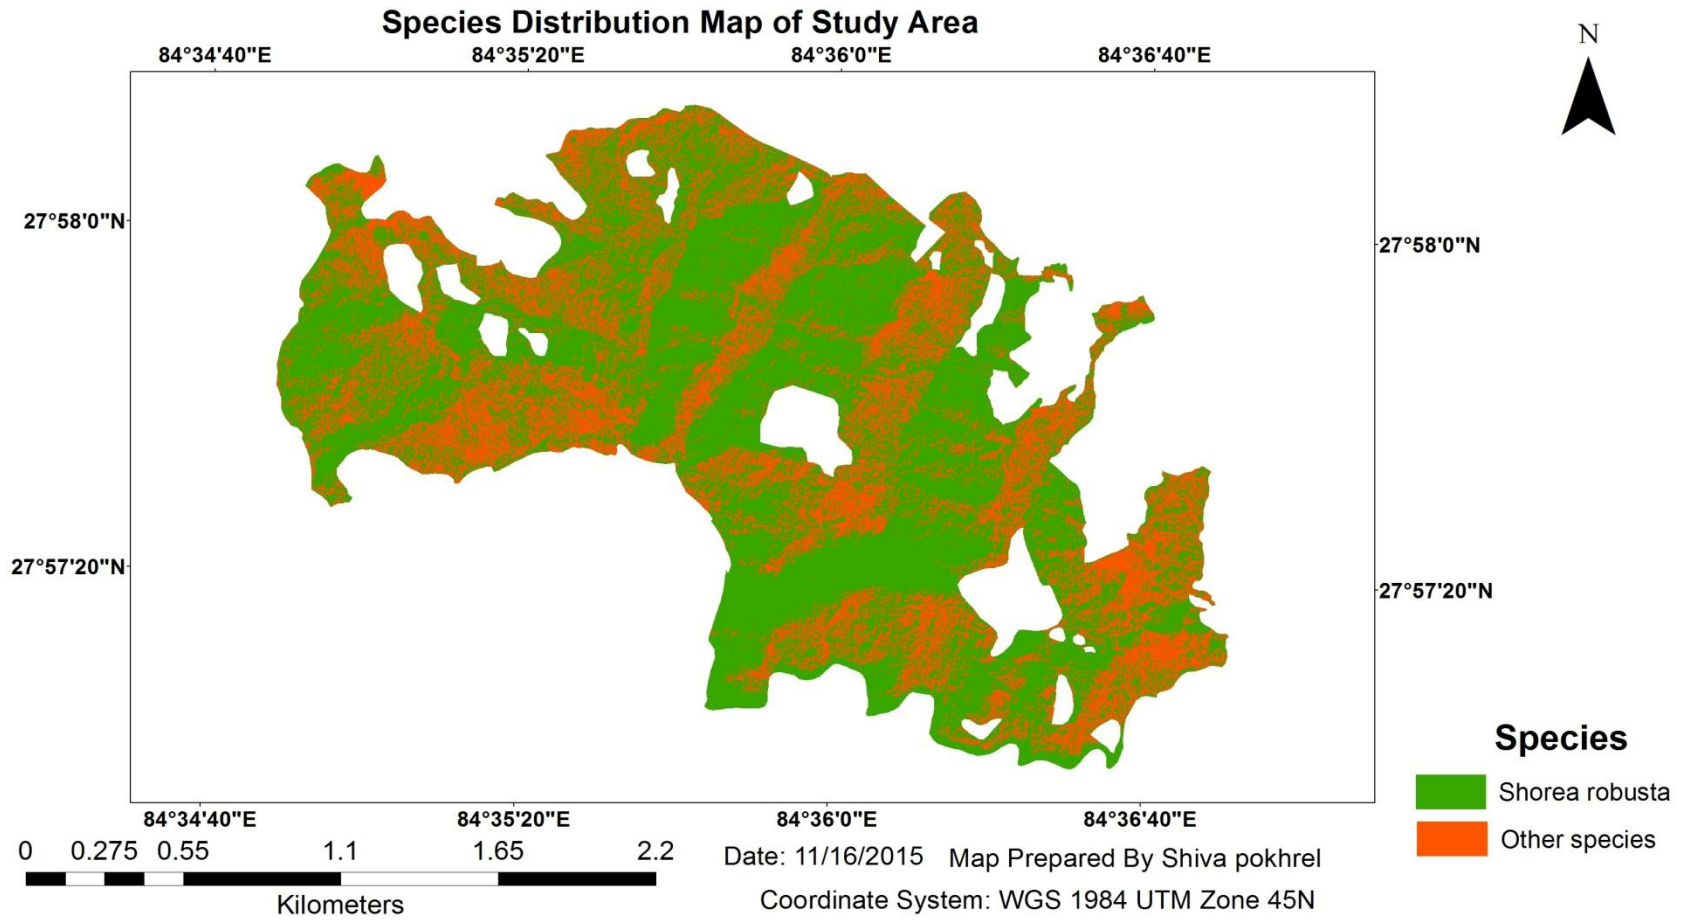 Species Distribution Map of Study Area
84°34'40"E 84°35'20"E 84°36'0"E 84°36'40"E
N
27°58'0"N
27°58'0"N
27°57'20"N
27°57'20"N
Species
Shorea robusta
Other species
84°34'40"E 84°35'20"E 84°36'0"E 84°36'40"E
0 0.275 0.55 1.1 1.65 2.2
Kilometers
Date: 11/16/2015 Map Prepared By Shiva pokhrel
Coordinate System: WGS 1984 UTM Zone 45N